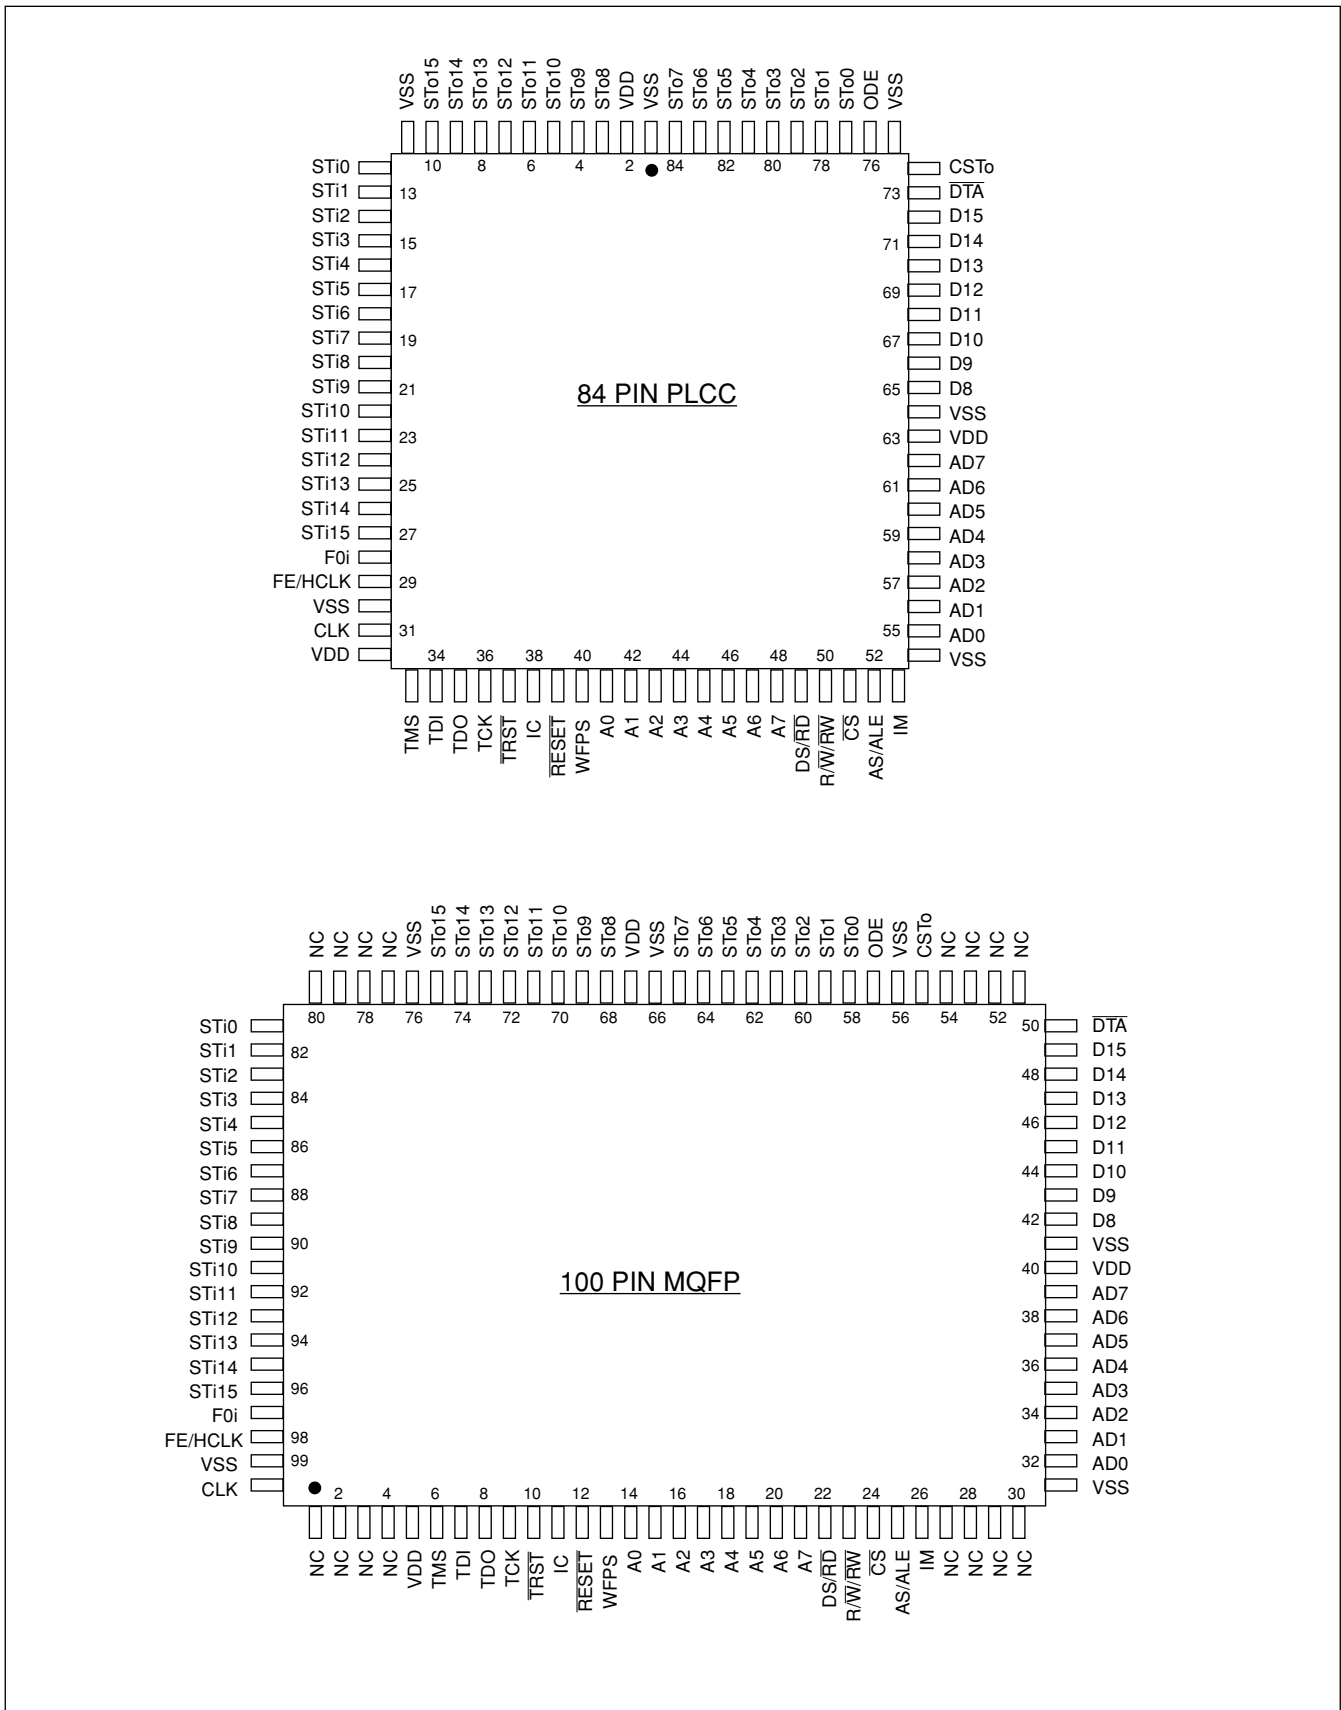 VSS STo15 STo14 STo13 STo12 STo11 STo10 STo9 STo8 VDD VSS STo7 STo6 STo5 STo4 STo3 STo2 STo1 STo0 ODE VSS
10 8 6 4 2 84 82 80 78 76
STi0 CSTo
STi1 13 73 DTA
STi2 D15
STi3 15 71 D14
STi4 D13
STi5 17 69 D12
STi6 D11
STi7 19 67 D10
STi8 D9
STi9 21 65 D8
84 PIN PLCC
STi10 VSS
STi11 23 63 VDD
STi12 AD7
STi13 25 61 AD6
STi14 AD5
STi15 27 59 AD4
F0i AD3
FE/HCLK 29 57 AD2
VSS AD1
CLK 31 55 AD0
VDD VSS
34 36 38 40 42 44 46 48 50 52
TMS TDI TDO TCK TRST IC RESET WFPS A0 A1 A2 A3 A4 A5 A6 A7 DS/RD R/W/RW CS AS/ALE IM
NC NC NC NC VSS STo15 STo14 STo13 STo12 STo11 STo10 STo9 STo8 VDD VSS STo7 STo6 STo5 STo4 STo3 STo2 STo1 STo0 ODE VSS CSTo NC NC NC NC
80 78 76 74 72 70 68 66 64 62 60 58 56 54 52
STi0 50 DTA
STi1 82 D15
STi2 48 D14
STi3 84 D13
STi4 46 D12
STi5 86 D11
STi6 44 D10
STi7 88 D9
STi8 42 D8
STi9 90 VSS
STi10 40 VDD
100 PIN MQFP
STi11 92 AD7
STi12 38 AD6
STi13 94 AD5
STi14 36 AD4
STi15 96 AD3
F0i 34 AD2
FE/HCLK 98 AD1
VSS 99 32 AD0
CLK VSS
2 4 6 8 10 12 14 16 18 20 22 24 26 28 30
NC NC NC NC VDD TMS TDI TDO TCK TRST IC RESET WFPS A0 A1 A2 A3 A4 A5 A6 A7 DS/RD R/W/RW CS AS/ALE IM NC NC NC NC